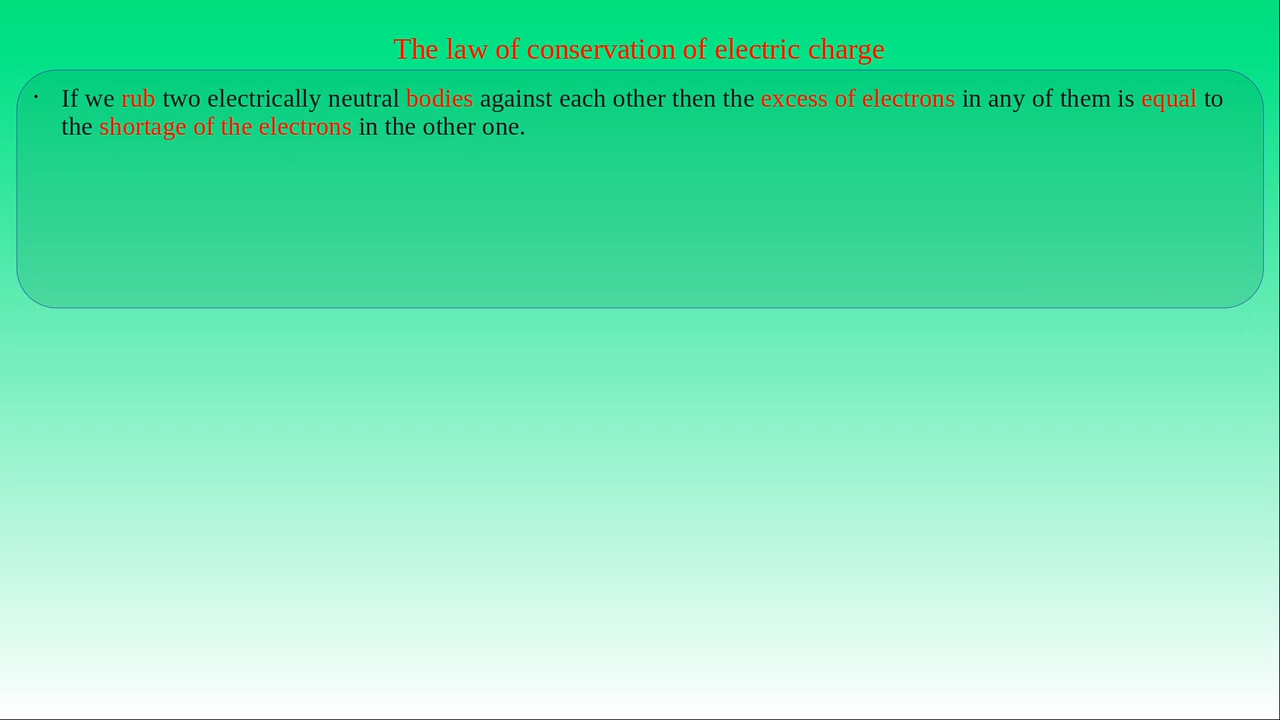 The law of conservation of electric charge
· If we rub two electrically neutral bodies against each other then the excess of electrons in any of them is equal to
the shortage of the electrons in the other one.